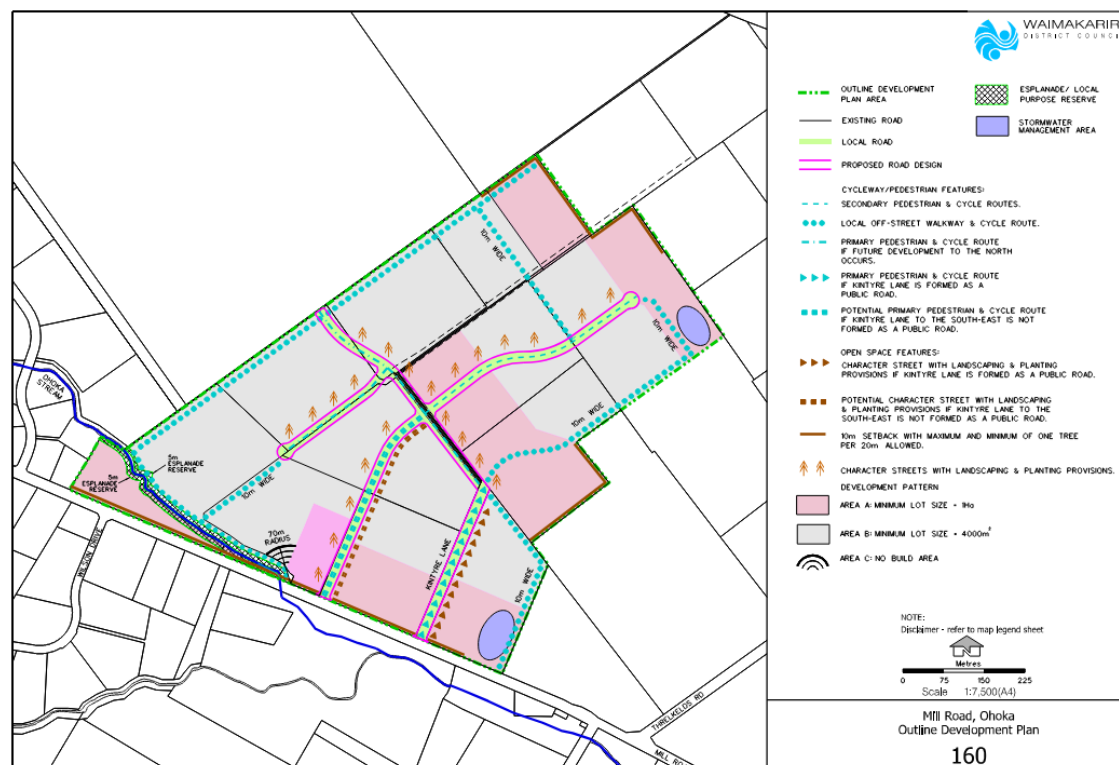 WAIMAKARIRI
DISTRICT COUNCIL
OUTLINE DEVELOPMENT
PLAN AREA
EXISTING ROAD
LOCAL ROAD
PROPOSED ROAD DESIGN
ESPLANADE/ LOCAL
PURPOSE RESERVE
STORMWATER
MANAGEMENT AREA
CYCLEWAY/PEDESTRIAN FEATURES:
SECONDARY PEDESTRIAN & CYCLE ROUTES.
LOCAL OFF-STREET WALKWAY & CYCLE ROUTE.
PRIMARY PEDESTRIAN & CYCLE ROUTE
IF FUTURE DEVELOPMENT TO THE NORTH
OCCURS.
PRIMARY PEDESTRIAN & CYCLE ROUTE
IF KINTYRE LANE IS FORMED AS A
PUBLIC ROAD.
POTENTIAL PRIMARY PEDESTRIAN & CYCLE ROUTE
IF KINTYRE LANE TO THE SOUTH-EAST IS NOT
FORMED AS A PUBLIC ROAD.
OPEN SPACE FEATURES:
CHARACTER STREET WITH LANDSCAPING & PLANTING
PROVISIONS IF KINTYRE LANE IS FORMED AS A PUBLIC ROAD.
POTENTIAL CHARACTER STREET WITH LANDSCAPING
& PLANTING PROVISIONS IF KINTYRE LANE TO THE
SOUTH-EAST IS NOT FORMED AS A PUBLIC ROAD.
10m SETBACK WITH MAXIMUM AND MINIMUM OF ONE TREE
PER 20m ALLOWED.
CHARACTER STREETS WITH LANDSCAPING & PLANTING PROVISIONS.
DEVELOPMENT PATTERN
AREA A: MINIMUM LOT SIZE - 1Ha
AREA B: MINIMUM LOT SIZE - 4000m²
AREA C: NO BUILD AREA
NOTE:
Disclaimer - refer to map legend sheet
Metres
0 75 150 225
Scale 1:7,500(A4)
Mill Road, Ohoka
Outline Development Plan
160
10m WIDE
10m WIDE
10m WIDE
10m WIDE
10m WIDE
OHOKA
STREAM
5m
ESPLANADE
RESERVE
5m
ESPLANADE
RESERVE
70m
RADIUS
WILSON DRIVE
KINTYRE LANE
THRELKELDS RD
MILL RO